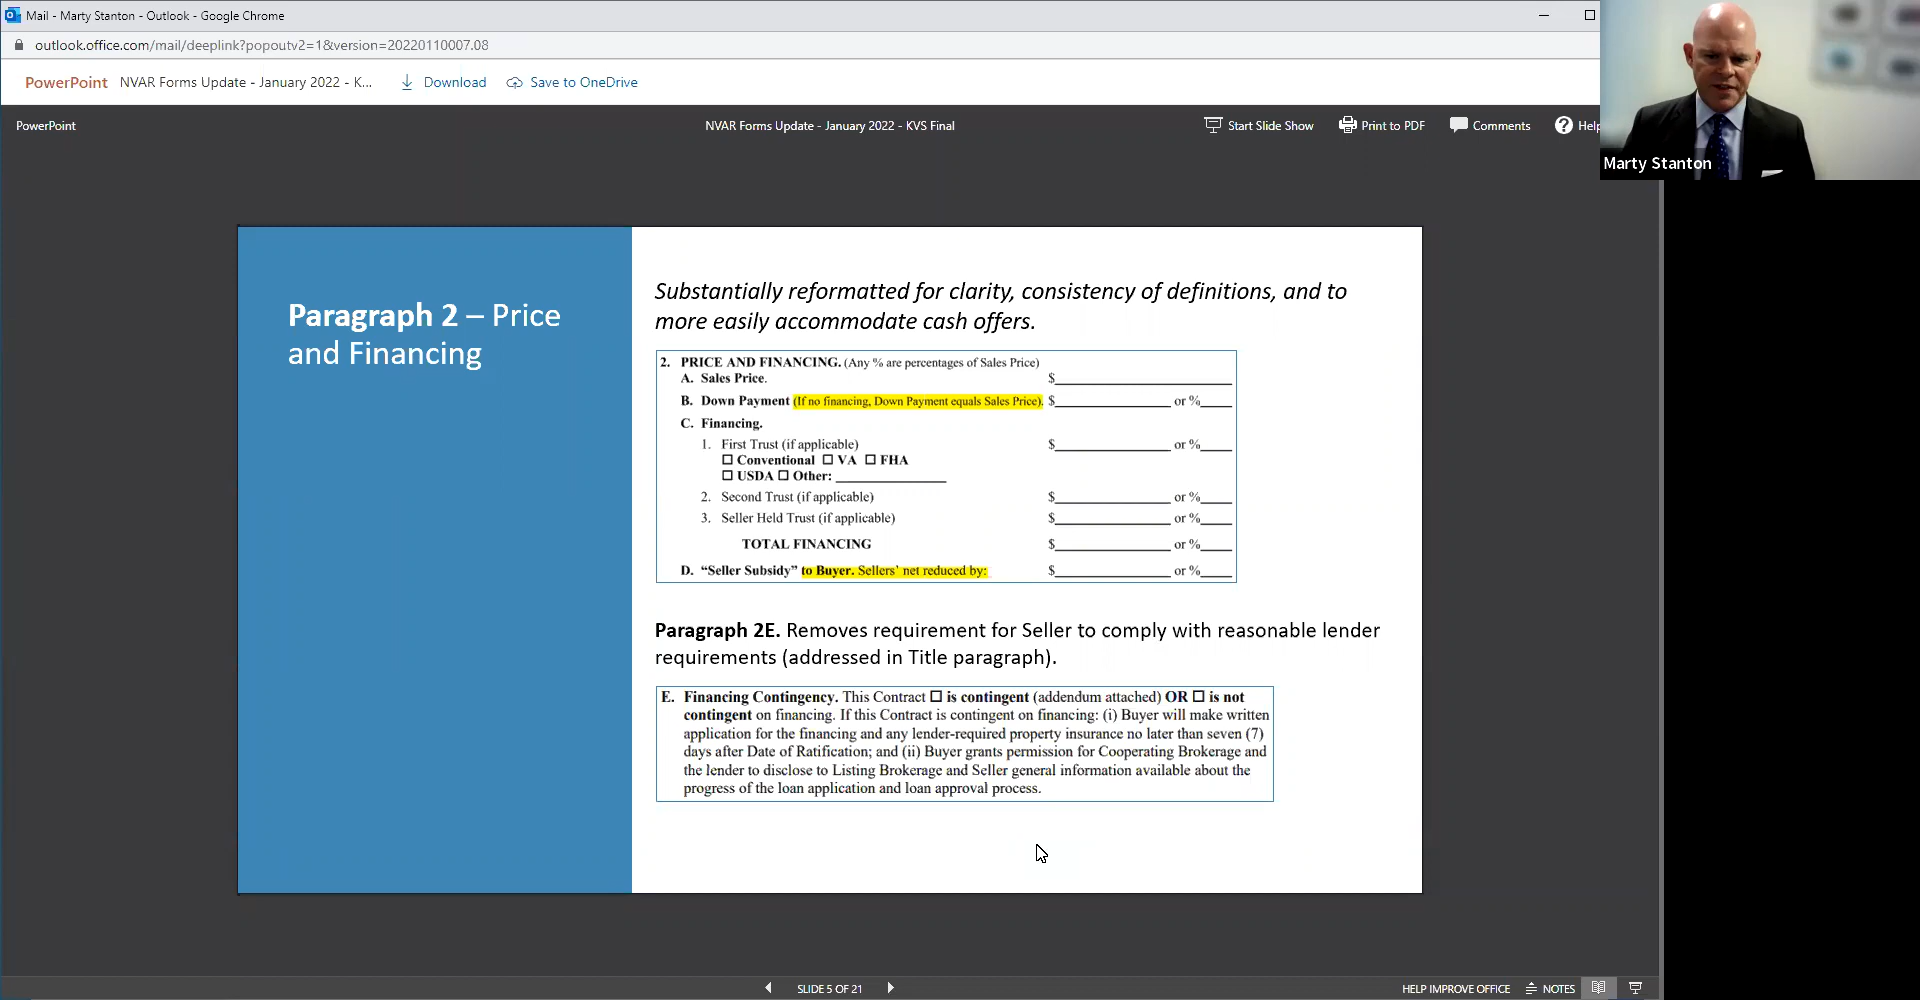 Mail - Marty Stanton - Outlook - Google Chrome
outlook.office.com/mail/deeplink?popoutv2=1&version=20220110007.08
PowerPoint NVAR Forms Update - January 2022 - K... Download Save to OneDrive
PowerPoint NVAR Forms Update - January 2022 - KVS Final Start Slide Show Print to PDF Comments Help
Marty Stanton
Paragraph 2 – Price
and Financing
Substantially reformatted for clarity, consistency of definitions, and to
more easily accommodate cash offers.
2. PRICE AND FINANCING. (Any % are percentages of Sales Price)
A. Sales Price. $
B. Down Payment (If no financing, Down Payment equals Sales Price). $ or %
C. Financing.
1. First Trust (if applicable) $ or %
☐ Conventional ☐ VA ☐ FHA
☐ USDA ☐ Other:
2. Second Trust (if applicable) $ or %
3. Seller Held Trust (if applicable) $ or %
TOTAL FINANCING $ or %
D. “Seller Subsidy” to Buyer. Sellers’ net reduced by: $ or %
Paragraph 2E. Removes requirement for Seller to comply with reasonable lender
requirements (addressed in Title paragraph).
E. Financing Contingency. This Contract ☐ is contingent (addendum attached) OR ☐ is not
contingent on financing. If this Contract is contingent on financing: (i) Buyer will make written
application for the financing and any lender-required property insurance no later than seven (7)
days after Date of Ratification; and (ii) Buyer grants permission for Cooperating Brokerage and
the lender to disclose to Listing Brokerage and Seller general information available about the
progress of the loan application and loan approval process.
SLIDE 5 OF 21 HELP IMPROVE OFFICE NOTES